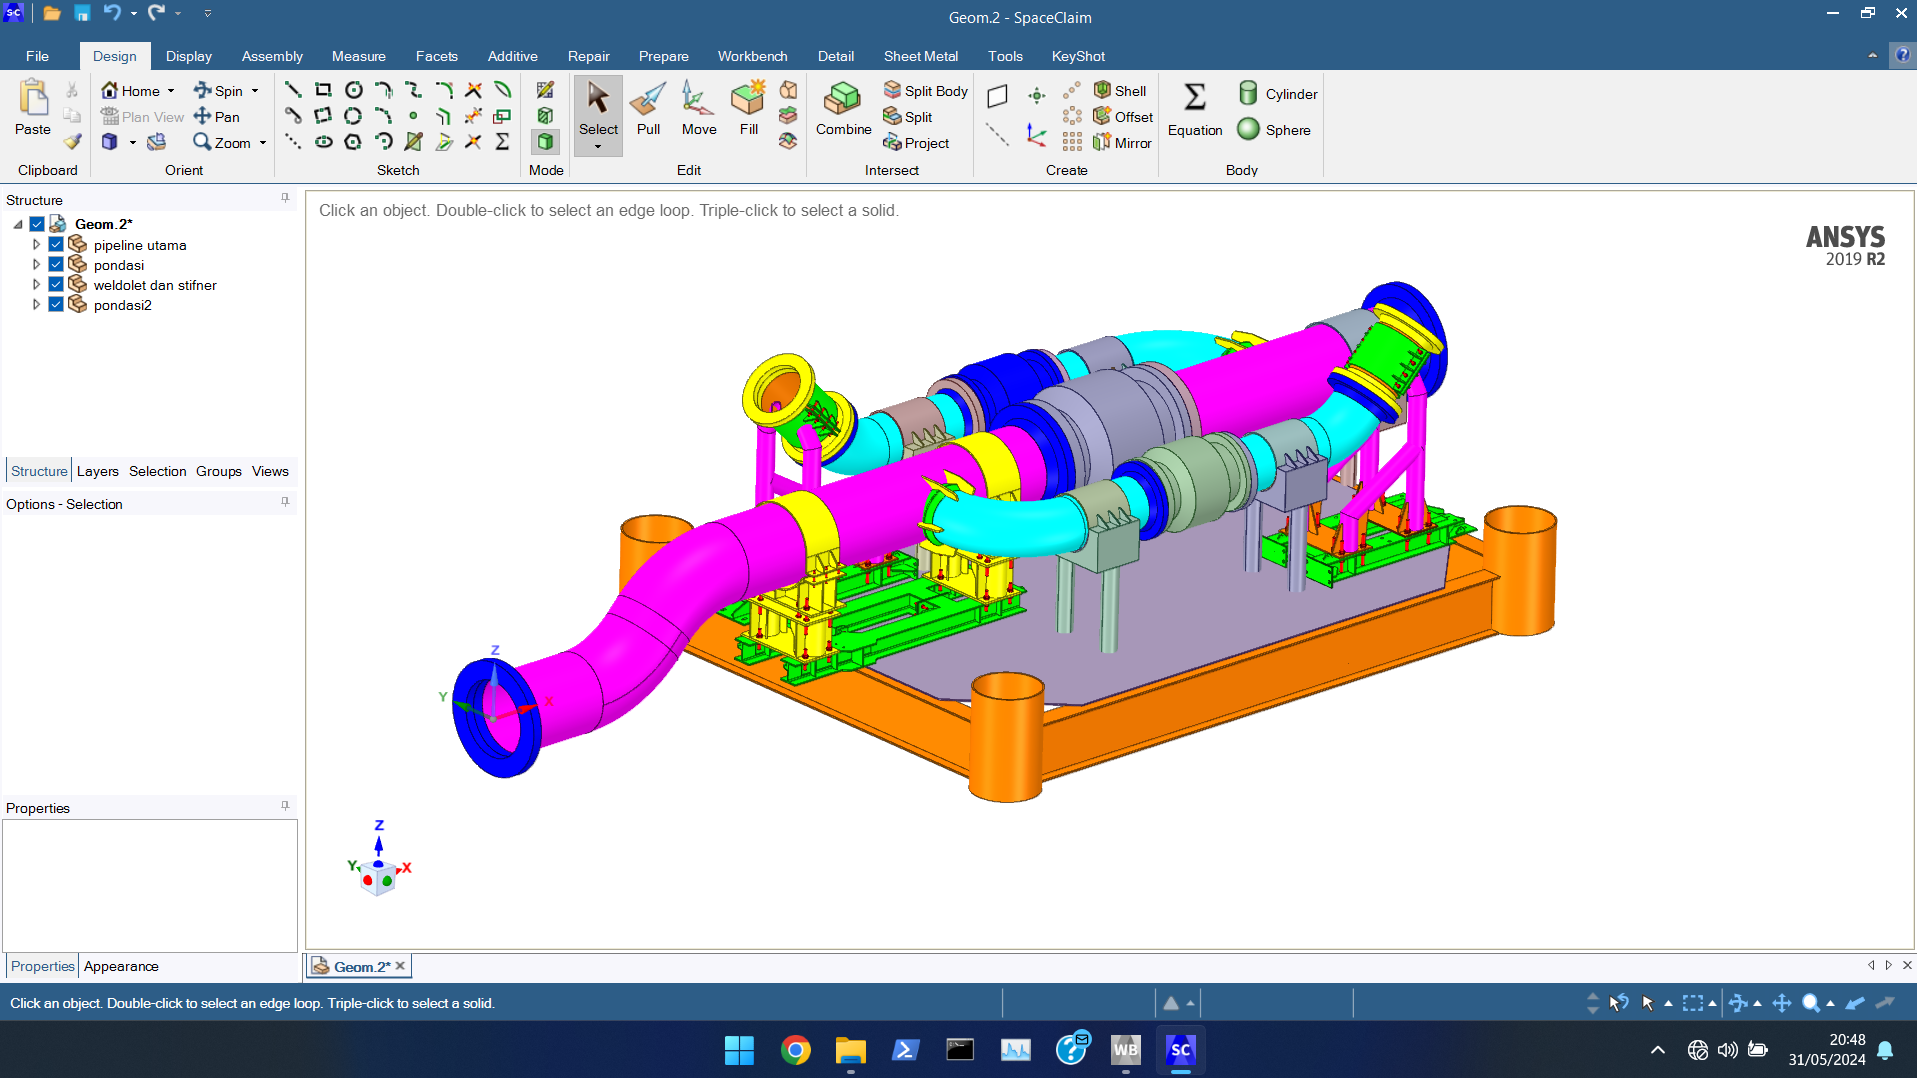 SC
Geom.2 - SpaceClaim
File Design Display Assembly Measure Facets Additive Repair Prepare Workbench Detail Sheet Metal Tools KeyShot
Paste
Clipboard
Home Spin
Plan View Pan
Zoom
Orient
Sketch
Mode
Select Pull Move Fill
Edit
Combine
Split Body
Split
Project
Intersect
Shell
Offset
Mirror
Create
Equation
Cylinder
Sphere
Body
Structure
Geom.2*
pipeline utama
pondasi
weldolet dan stifner
pondasi2
Structure Layers Selection Groups Views
Options - Selection
Properties
Properties Appearance
Click an object. Double-click to select an edge loop. Triple-click to select a solid.
ANSYS
2019 R2
Z
Y
X
Z
Y
X
Geom.2*
Click an object. Double-click to select an edge loop. Triple-click to select a solid.
WB
SC
20:48
31/05/2024